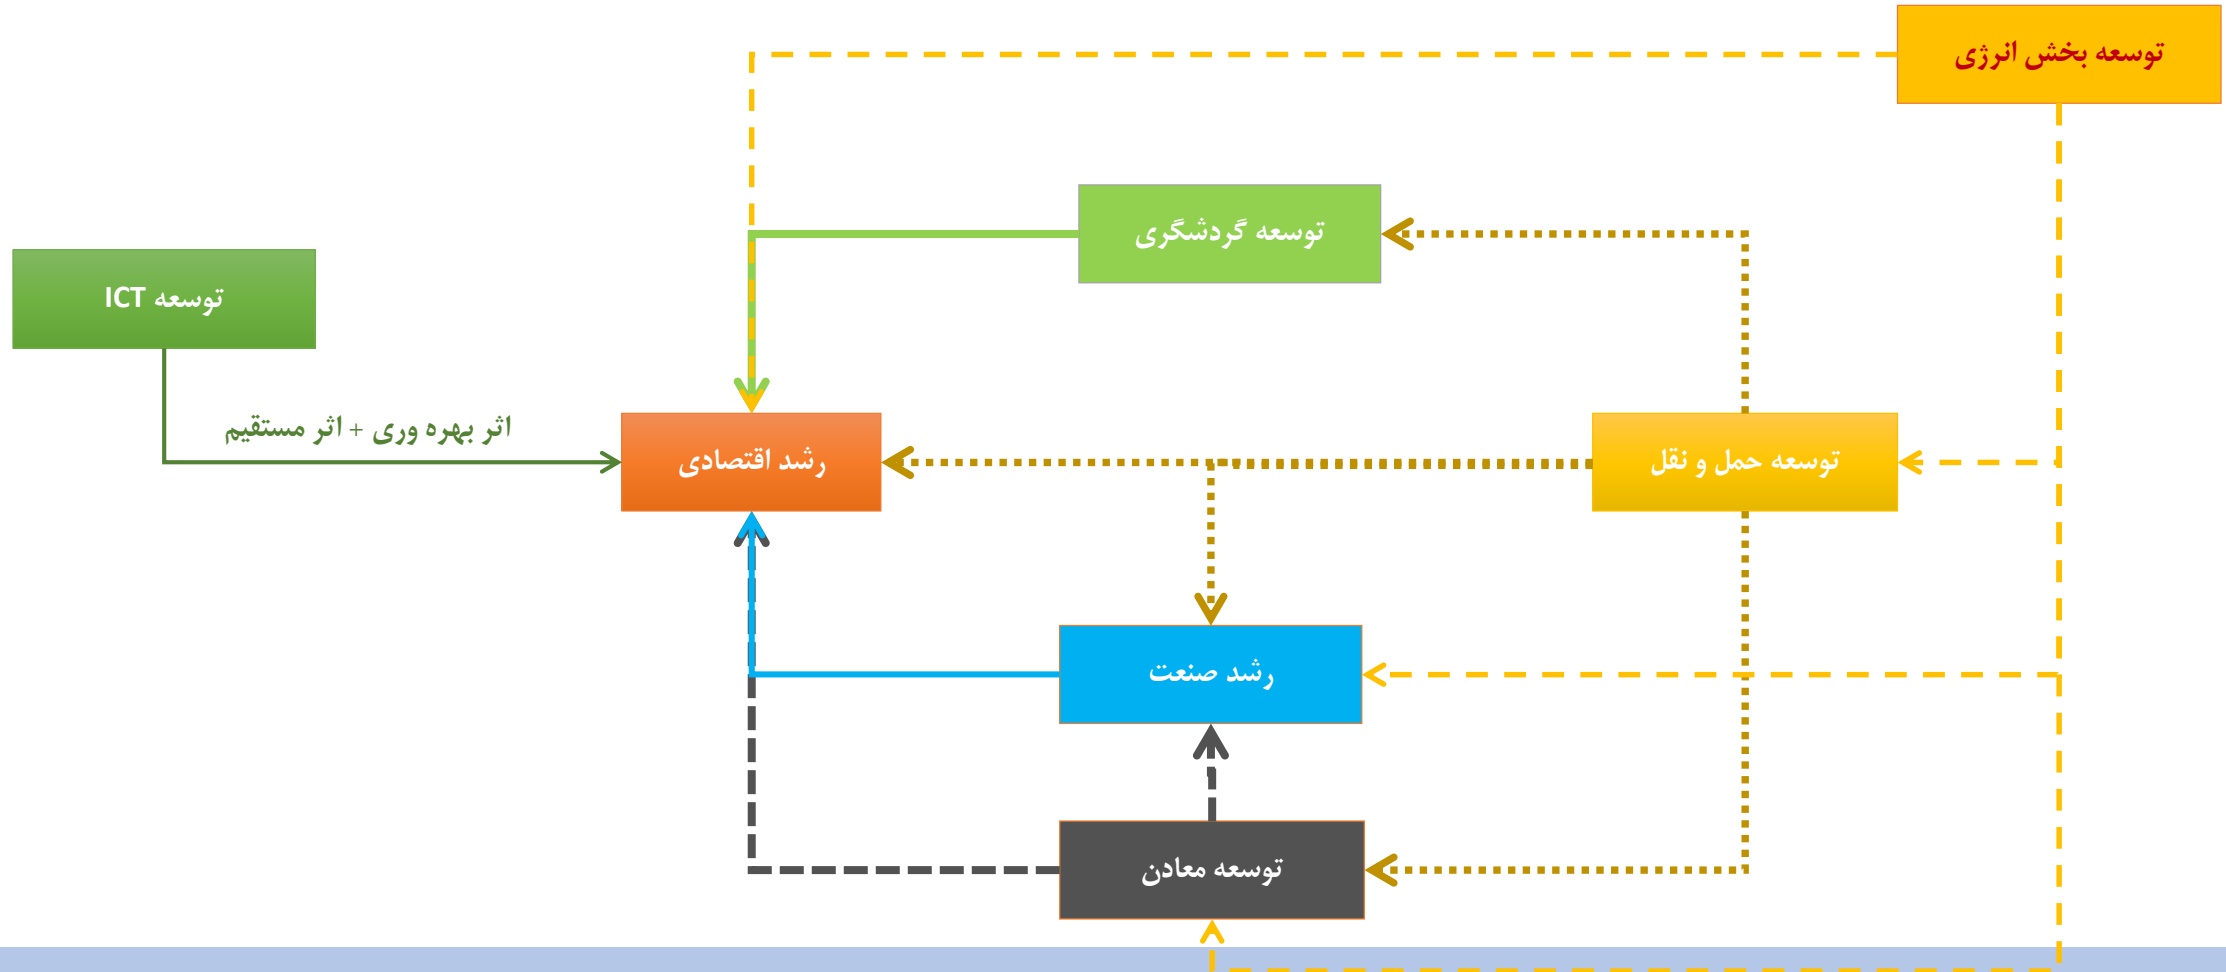 توسعه بخش انرژی
توسعه گردشگری
توسعه ICT
اثر بهره وری + اثر مستقیم
رشد اقتصادی
توسعه حمل و نقل
رشد صنعت
توسعه معادن